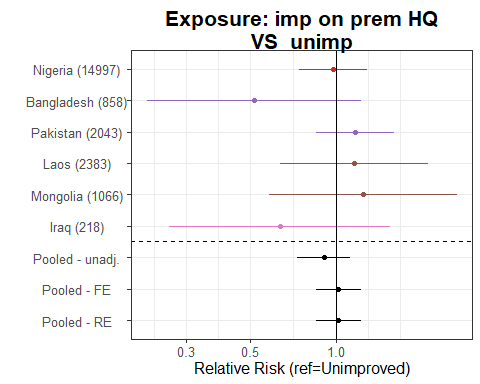 Exposure: imp on prem HQ
VS unimp
Nigeria (14997)
Bangladesh (858)
Pakistan (2043)
Laos (2383)
Mongolia (1066)
Iraq (218)
Pooled - unadj.
Pooled - FE
Pooled - RE
0.3 0.5 1.0
Relative Risk (ref=Unimproved)